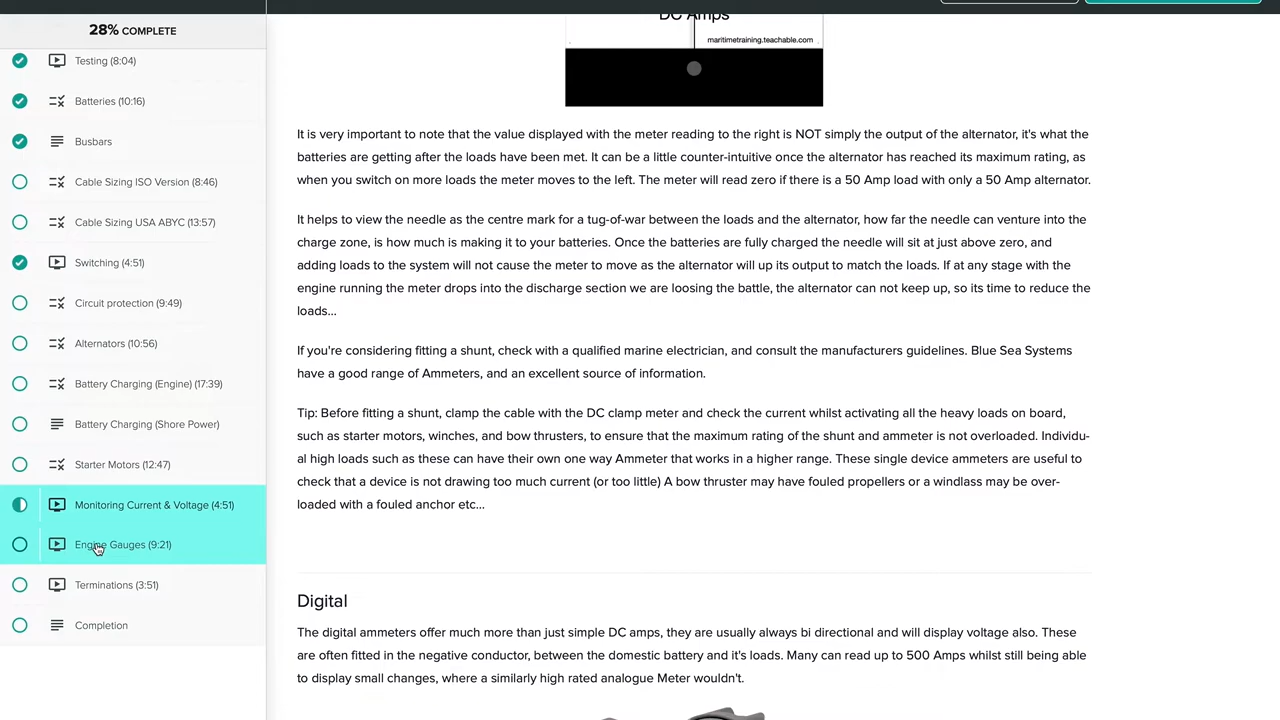 28% COMPLETE
Testing (8:04)
Batteries (10:16)
Busbars
Cable Sizing ISO Version (8:46)
Cable Sizing USA ABYC (13:57)
Switching (4:51)
Circuit protection (9:49)
Alternators (10:56)
Battery Charging (Engine) (17:39)
Battery Charging (Shore Power)
Starter Motors (12:47)
Monitoring Current & Voltage (4:51)
Engine Gauges (9:21)
Terminations (3:51)
Completion
DC Amps
maritimetraining.teachable.com
It is very important to note that the value displayed with the meter reading to the right is NOT simply the output of the alternator, it's what the
batteries are getting after the loads have been met. It can be a little counter-intuitive once the alternator has reached its maximum rating, as
when you switch on more loads the meter moves to the left. The meter will read zero if there is a 50 Amp load with only a 50 Amp alternator.
It helps to view the needle as the centre mark for a tug-of-war between the loads and the alternator, how far the needle can venture into the
charge zone, is how much is making it to your batteries. Once the batteries are fully charged the needle will sit at just above zero, and
adding loads to the system will not cause the meter to move as the alternator will up its output to match the loads. If at any stage with the
engine running the meter drops into the discharge section we are loosing the battle, the alternator can not keep up, so its time to reduce the
loads...
If you're considering fitting a shunt, check with a qualified marine electrician, and consult the manufacturers guidelines. Blue Sea Systems
have a good range of Ammeters, and an excellent source of information.
Tip: Before fitting a shunt, clamp the cable with the DC clamp meter and check the current whilst activating all the heavy loads on board,
such as starter motors, winches, and bow thrusters, to ensure that the maximum rating of the shunt and ammeter is not overloaded. Individu-
al high loads such as these can have their own one way Ammeter that works in a higher range. These single device ammeters are useful to
check that a device is not drawing too much current (or too little) A bow thruster may have fouled propellers or a windlass may be over-
loaded with a fouled anchor etc...
Digital
The digital ammeters offer much more than just simple DC amps, they are usually always bi directional and will display voltage also. These
are often fitted in the negative conductor, between the domestic battery and it's loads. Many can read up to 500 Amps whilst still being able
to display small changes, where a similarly high rated analogue Meter wouldn't.